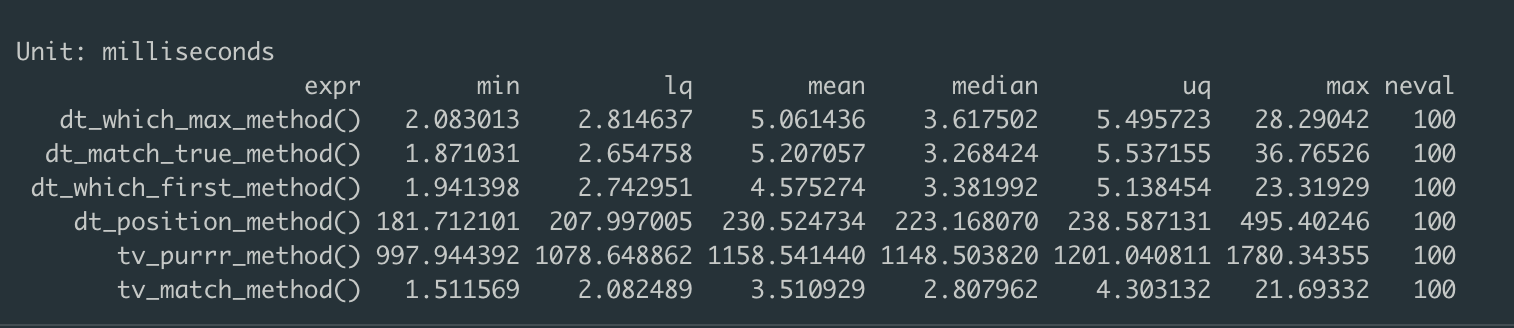 Unit: milliseconds
expr min lq mean median uq max neval
dt_which_max_method() 2.083013 2.814637 5.061436 3.617502 5.495723 28.29042 100
dt_match_true_method() 1.871031 2.654758 5.207057 3.268424 5.537155 36.76526 100
dt_which_first_method() 1.941398 2.742951 4.575274 3.381992 5.138454 23.31929 100
dt_position_method() 181.712101 207.997005 230.524734 223.168070 238.587131 495.40246 100
tv_purrr_method() 997.944392 1078.648862 1158.541440 1148.503820 1201.040811 1780.34355 100
tv_match_method() 1.511569 2.082489 3.510929 2.807962 4.303132 21.69332 100